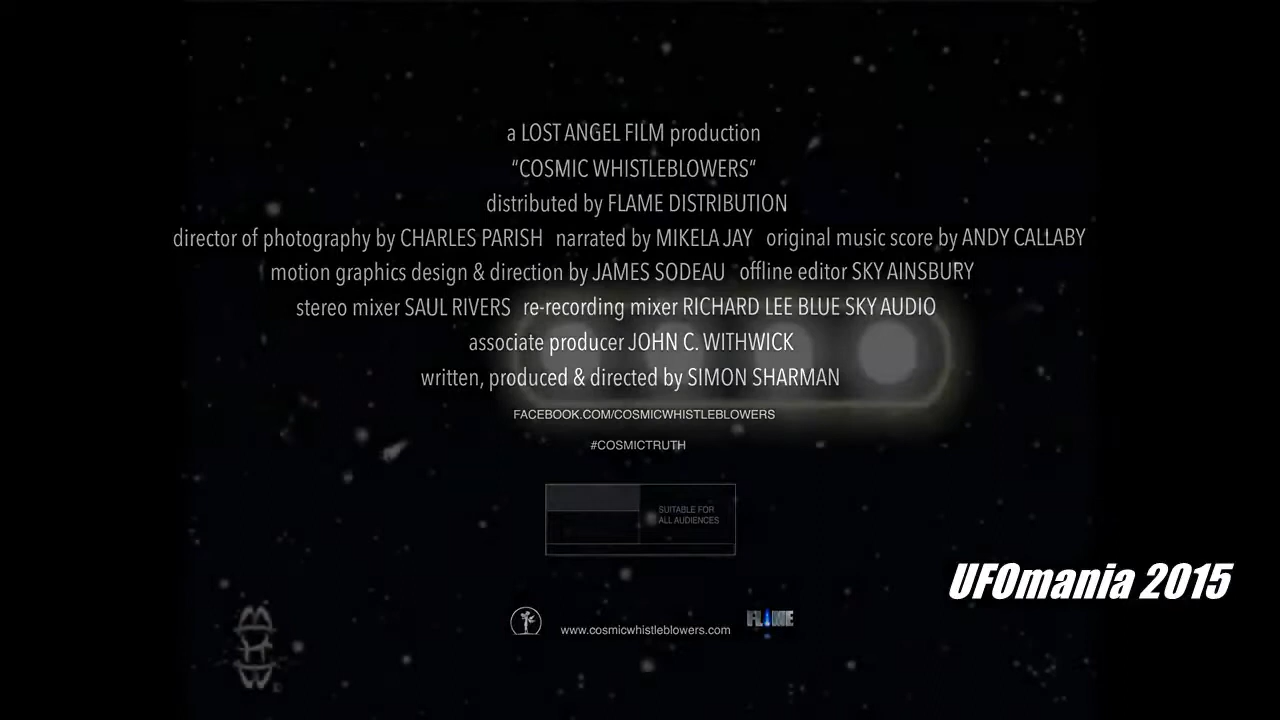 a LOST ANGEL FILM production
“COSMIC WHISTLEBLOWERS“
distributed by FLAME DISTRIBUTION
director of photography by CHARLES PARISH narrated by MIKELA JAY original music score by ANDY CALLABY
motion graphics design & direction by JAMES SODEAU offline editor SKY AINSBURY
stereo mixer SAUL RIVERS re-recording mixer RICHARD LEE BLUE SKY AUDIO
associate producer JOHN C. WITHWICK
written, produced & directed by SIMON SHARMAN
FACEBOOK.COM/COSMICWHISTLEBLOWERS
#COSMICTRUTH
SUITABLE FOR
ALL AUDIENCES
UFOmania 2015
www.cosmicwhistleblowers.com
FLAME